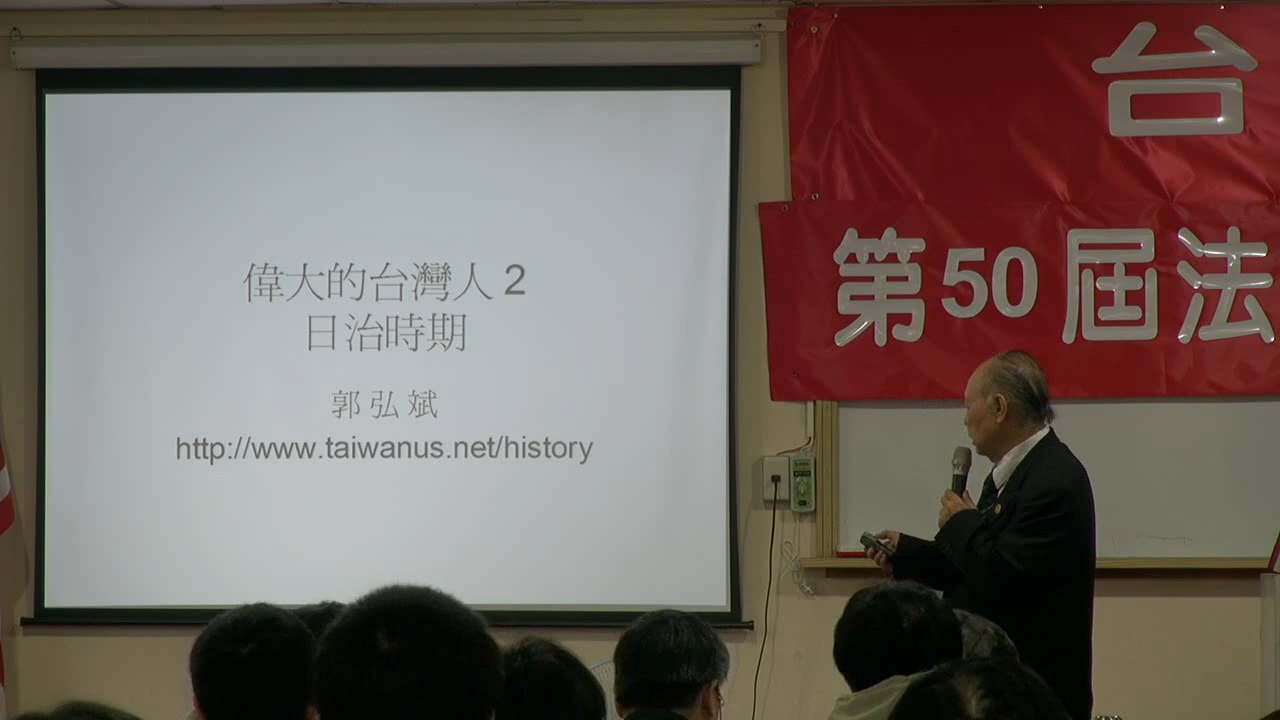 偉大的台灣人 2
日治時期
郭 弘 斌
http://www.taiwanus.net/history
台
第50屆法